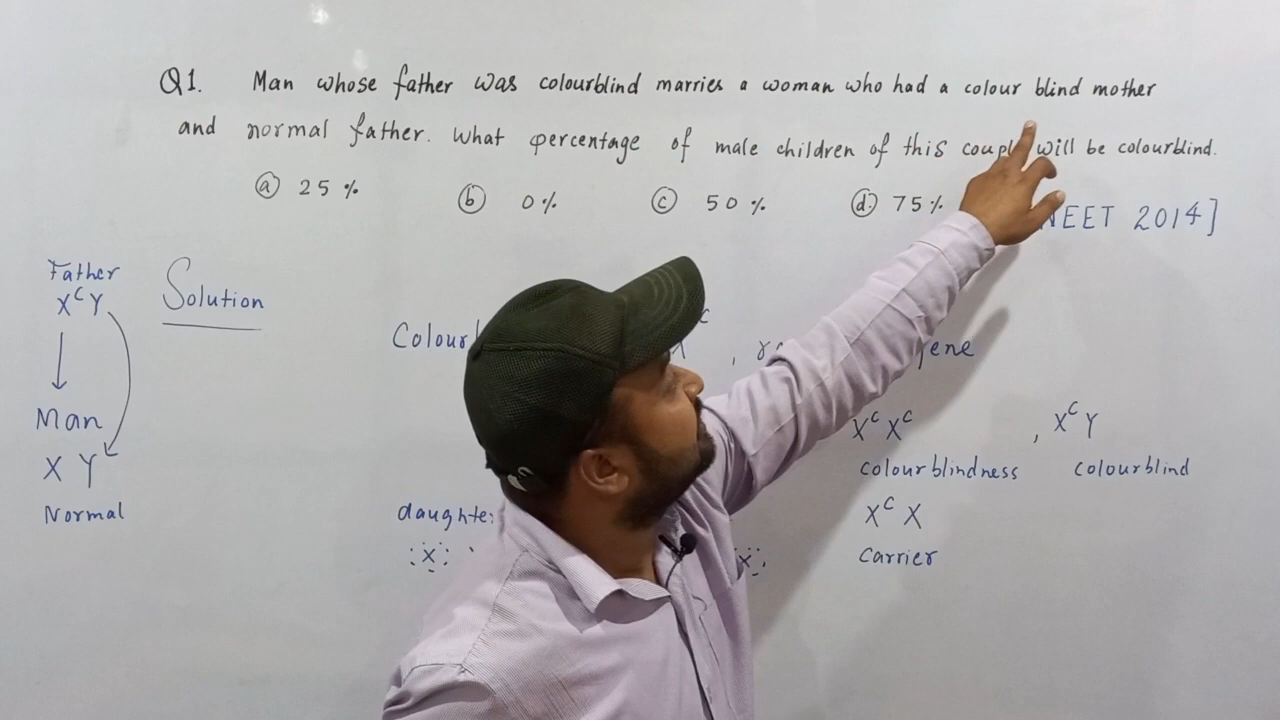 Q1. Man whose father was colourblind marries a woman who had a colour blind mother
and normal father. What percentage of male children of this coupl will be colourblind.
(a) 25 % (b) 0 % (c) 50 % (d) 75%
NEET 2014]
Father
X^C Y
Solution
Man
X Y
Normal
Colour
C
X , gene
X^C X^C , X^C Y
colourblindness colourblind
X^C X
Carrier
daughter
X
X